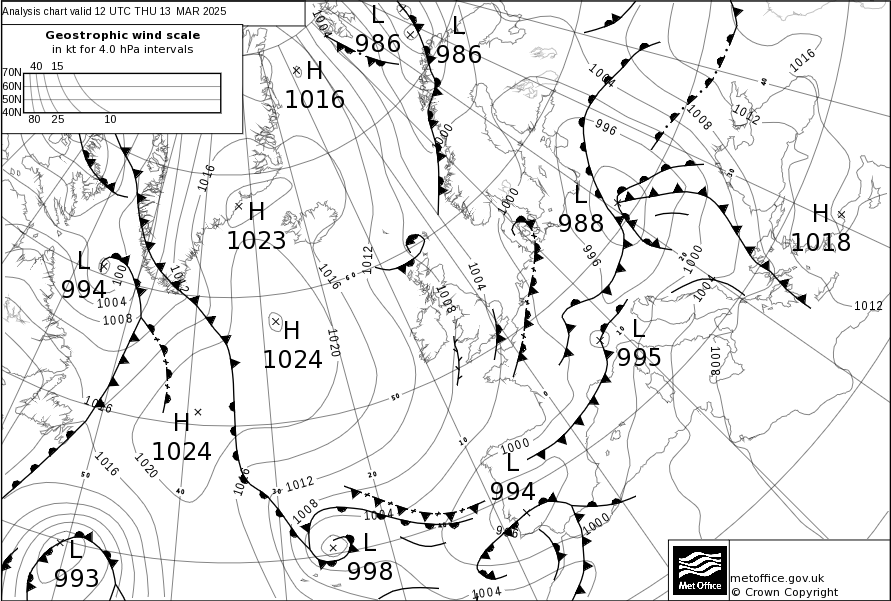 Analysis chart valid 12 UTC THU 13 MAR 2025
Geostrophic wind scale
in kt for 4.0 hPa intervals
40 15
70N
60N
50N
40N
80 25 10
L
986
L
986
H
1016
H
1023
L
994
H
1024
H
1024
L
988
H
1018
L
995
L
994
L
998
L
993
1004
1016
1004
996
1008
1012
1000
1016
1000
1012
1012
1016
1004
1008
996
1000
1004
1012
100
1004
1008
1020
1008
1016
1016
1020
1016
1012
1008
1004
1000
996
1000
1004
40
30
20
10
0
10
20
30
40
50
50
60
10
metoffice.gov.uk
© Crown Copyright
Met Office